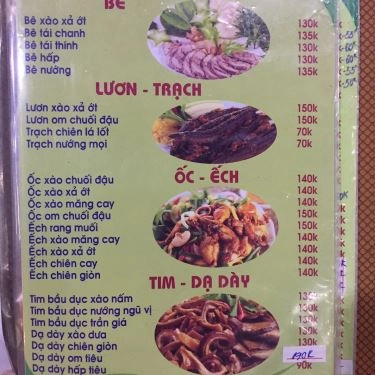 BÊ
Bê xào xả ớt 130k
Bê tái chanh 135k
Bê tái thính 130k
Bê hấp 130k
Bê nướng 135k
LƯƠN - TRẠCH
Lươn xào xả ớt 150k
Lươn om chuối đậu 150k
Trạch chiên lá lốt 70k
Trạch nướng mọi 70k
ỐC - ẾCH
Ốc xào chuối đậu 140k
Ốc xào xả ớt 140k
Ốc xào măng cay 140k
Ốc om chuối đậu 140k
Ếch rang muối 140k
Ếch xào măng cay 140k
Ếch xào xả ớt 140k
Ếch chiên cay 140k
Ếch chiên giòn 140k
TIM - DẠ DÀY
Tim bầu dục xào nấm
Tim bầu dục nướng ngũ vị
Tim bầu dục trần giá
Dạ dày xào dưa
Dạ dày chiên giòn
Dạ dày om tiêu
Dạ dày hấp tiêu 90k